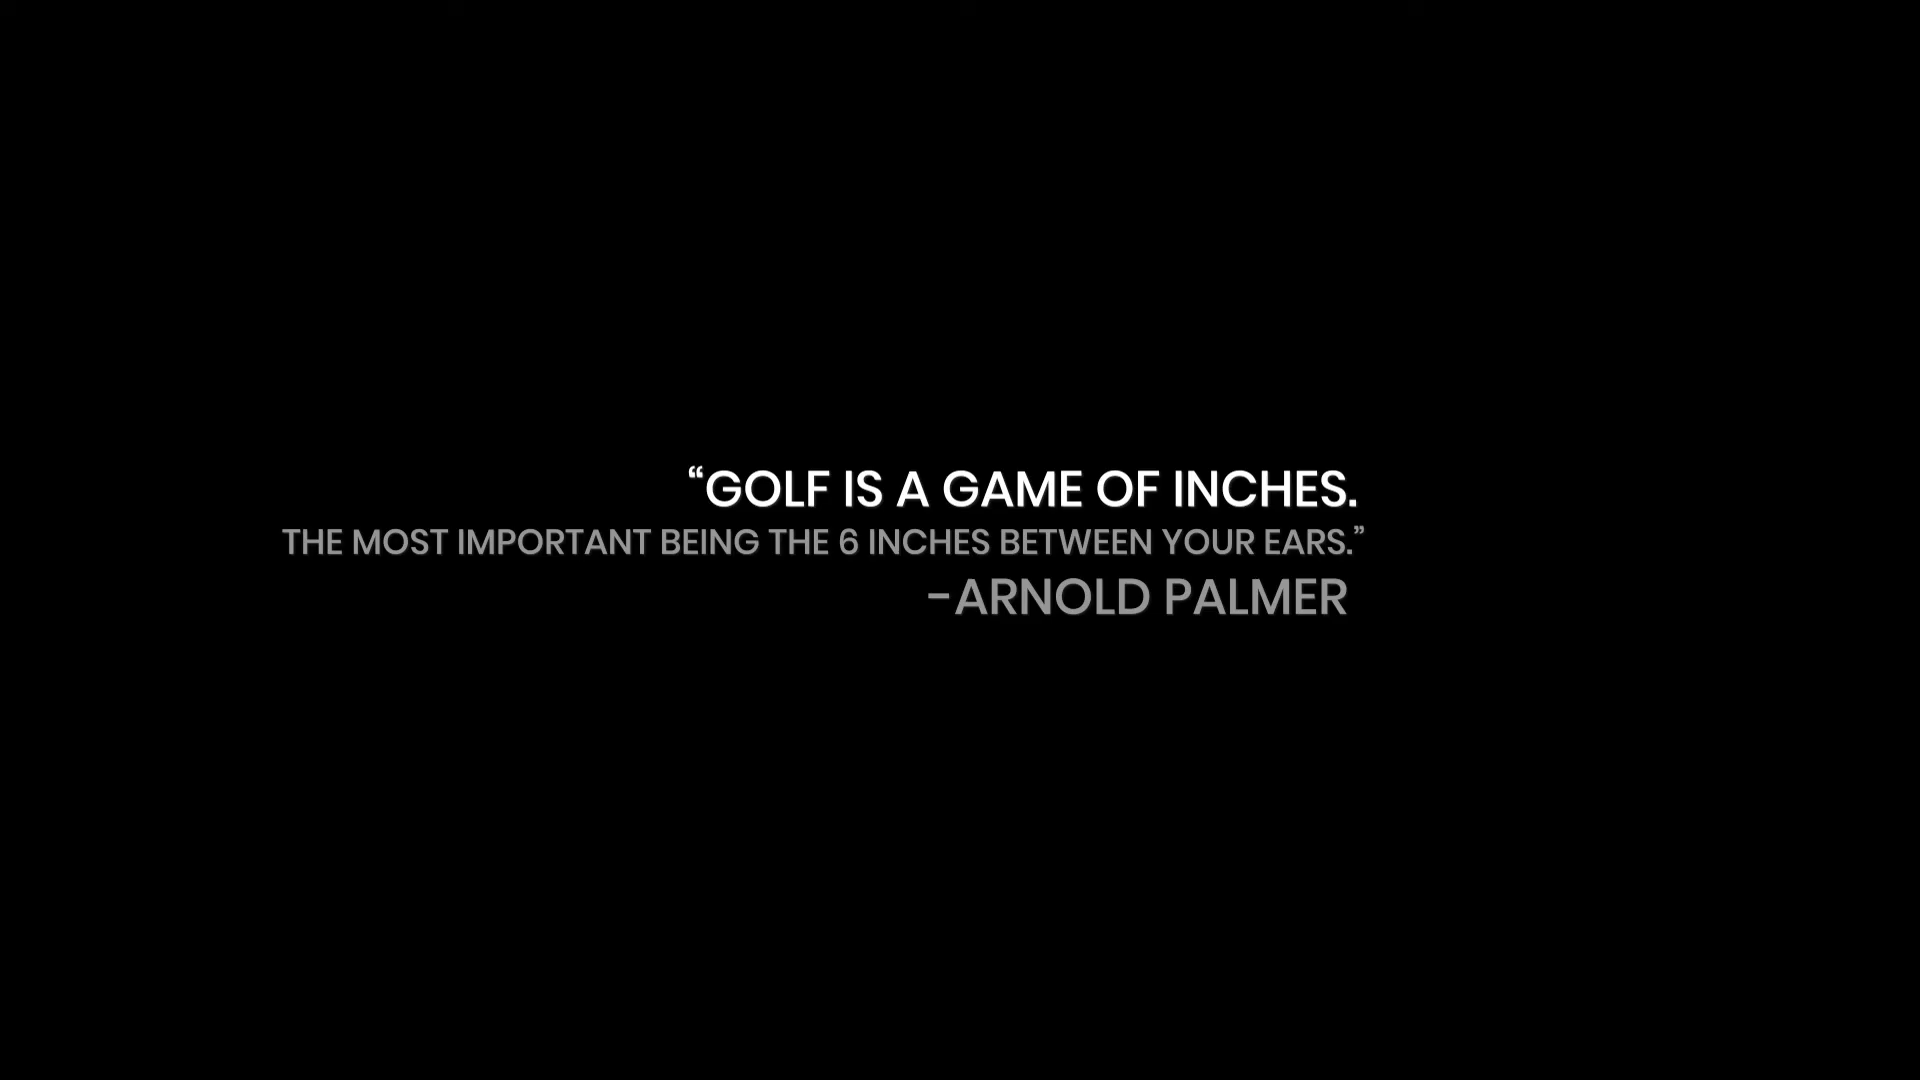 “GOLF IS A GAME OF INCHES.
THE MOST IMPORTANT BEING THE 6 INCHES BETWEEN YOUR EARS.”
-ARNOLD PALMER